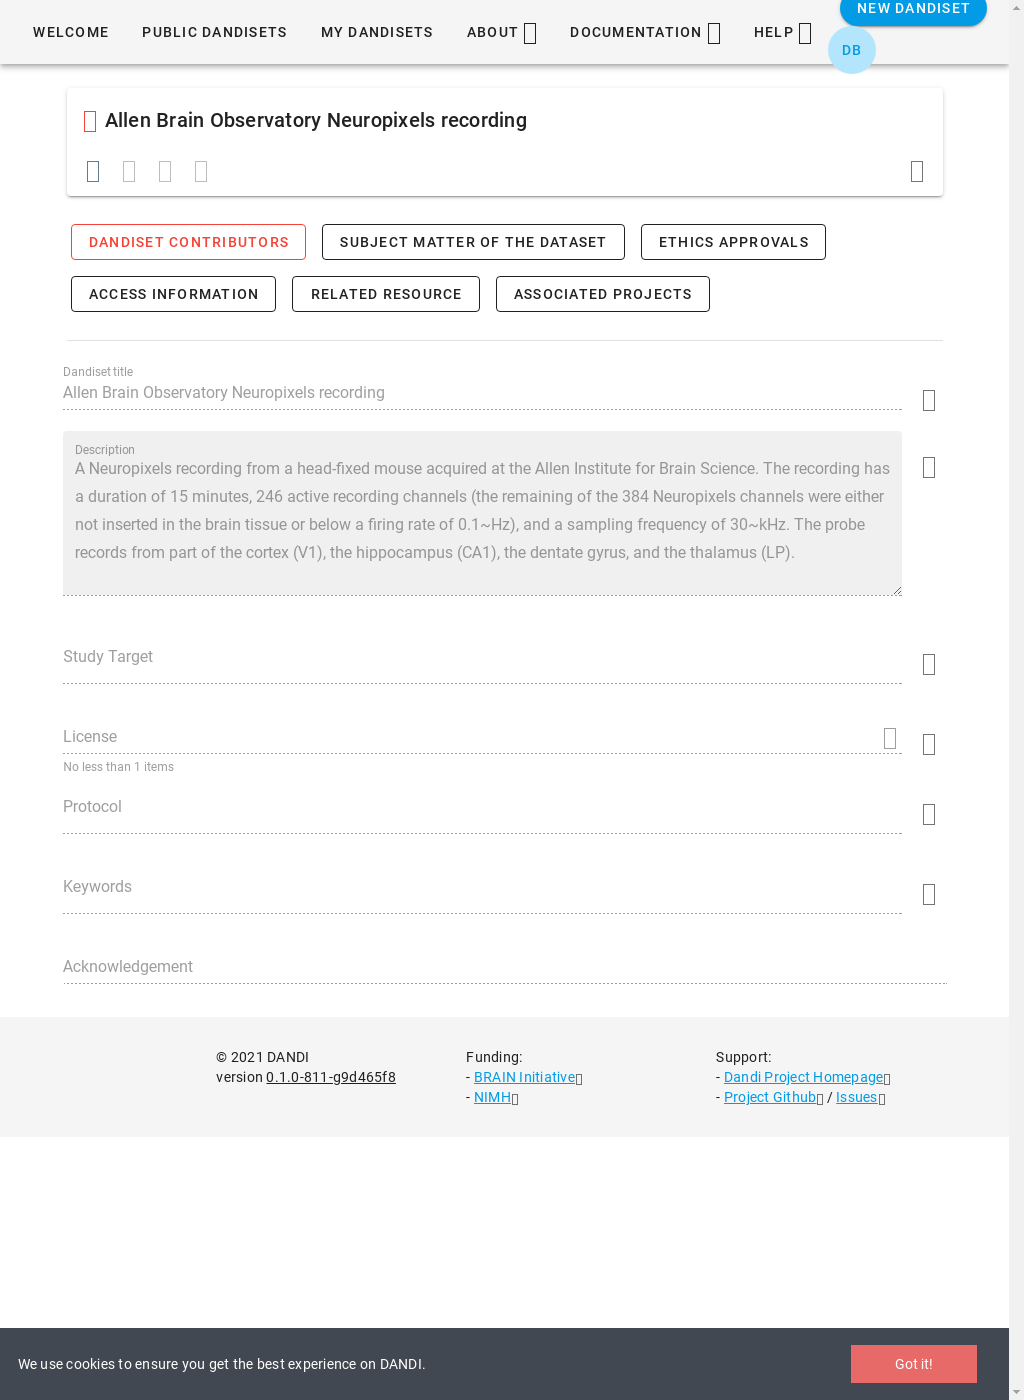 WELCOME PUBLIC DANDISETS MY DANDISETS ABOUT DOCUMENTATION HELP NEW DANDISET
DB
Allen Brain Observatory Neuropixels recording
DANDISET CONTRIBUTORS SUBJECT MATTER OF THE DATASET ETHICS APPROVALS
ACCESS INFORMATION RELATED RESOURCE ASSOCIATED PROJECTS
Dandiset title
Allen Brain Observatory Neuropixels recording
Description
A Neuropixels recording from a head-fixed mouse acquired at the Allen Institute for Brain Science. The recording has
a duration of 15 minutes, 246 active recording channels (the remaining of the 384 Neuropixels channels were either
not inserted in the brain tissue or below a firing rate of 0.1~Hz), and a sampling frequency of 30~kHz. The probe
records from part of the cortex (V1), the hippocampus (CA1), the dentate gyrus, and the thalamus (LP).
Study Target
License
No less than 1 items
Protocol
Keywords
Acknowledgement
© 2021 DANDI
version 0.1.0-811-g9d465f8
Funding:
- BRAIN Initiative
- NIMH
Support:
- Dandi Project Homepage
- Project Github / Issues
We use cookies to ensure you get the best experience on DANDI.
Got it!